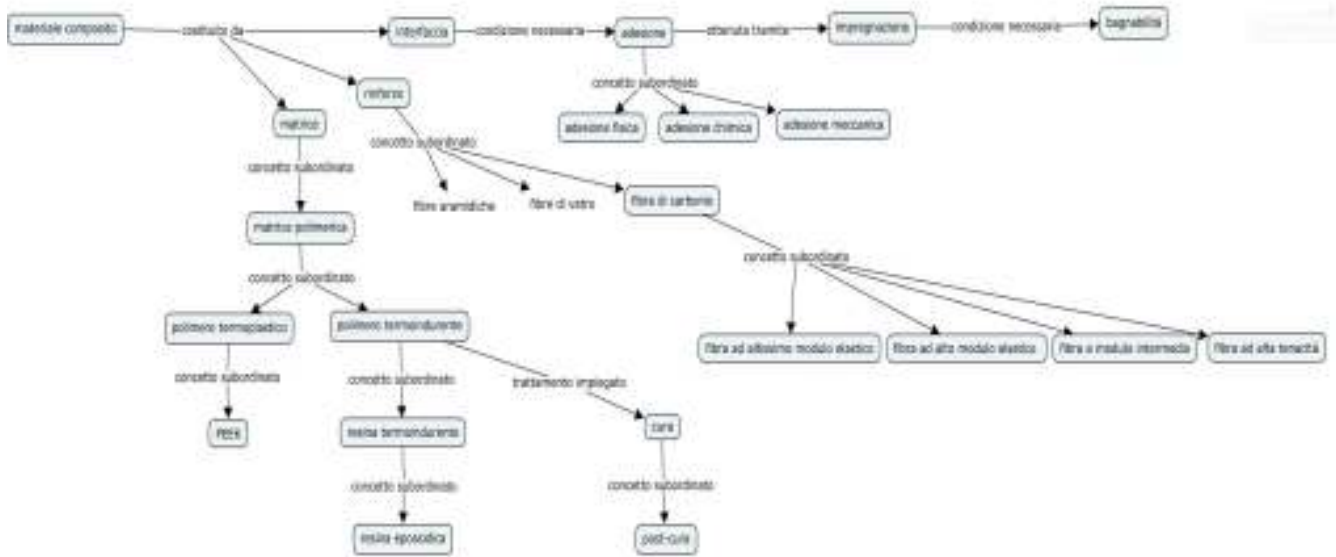 materiale composito
costituito da
interfaccia
condizione necessaria
adesione
ottenuta tramite
impregnazione
condizione necessaria
bagnabilità
rinforzo
matrice
concetto subordinato
adesione fisica
adesione chimica
adesione meccanica
concetto subordinato
concetto subordinato
fibre aramidiche
fibre di vetro
fibre di carbonio
matrice polimerica
concetto subordinato
concetto subordinato
polimero termoplastico
polimero termoindurente
fibra ad altissimo modulo elastico
fibra ad alto modulo elastico
fibra a modulo intermedio
fibra ad alta tenacità
concetto subordinato
concetto subordinato
trattamento impiegato
PEEK
resina termoindurente
cura
concetto subordinato
concetto subordinato
resina epossidica
post-cura